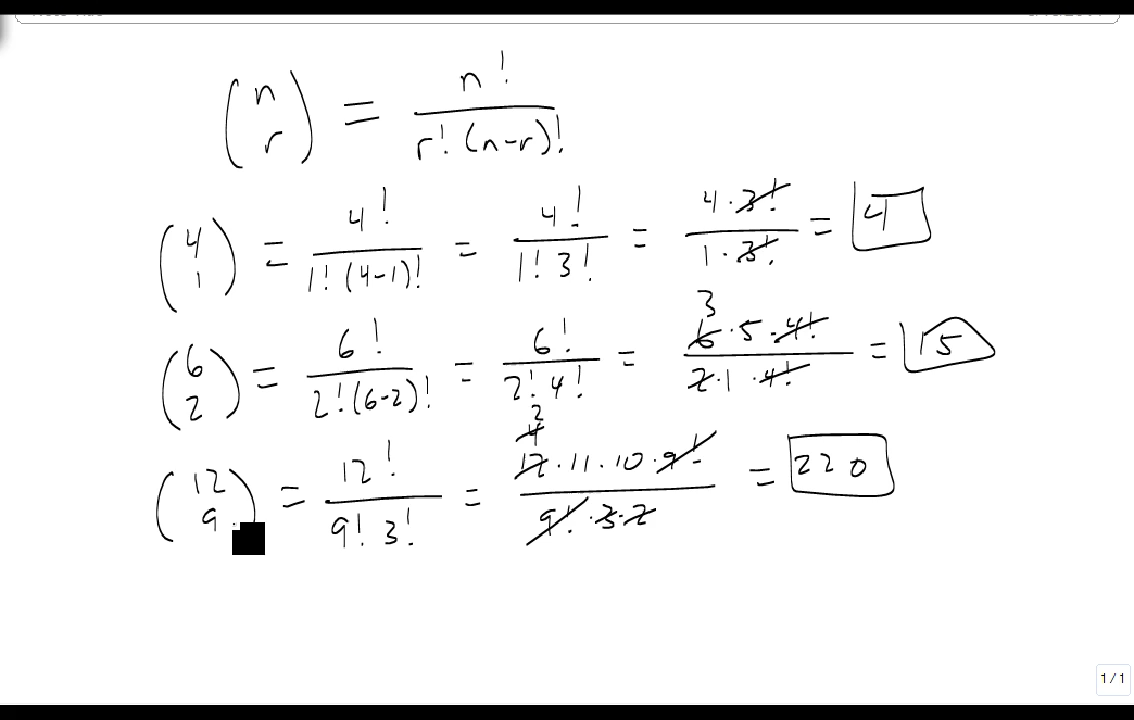 (n r) = n! / r!(n-r)!
(4 1) = 4! / 1!(4-1)! = 4! / 1! 3! = 4·3! / 1·3! = 4
(6 2) = 6! / 2!(6-2)! = 6! / 2! 4! = 3 6·5·4! / 2·1·4! = 15
(12 9) = 12! / 9! 3! = 2 4 12·11·10·9! / 9!·3·2 = 220
1/1